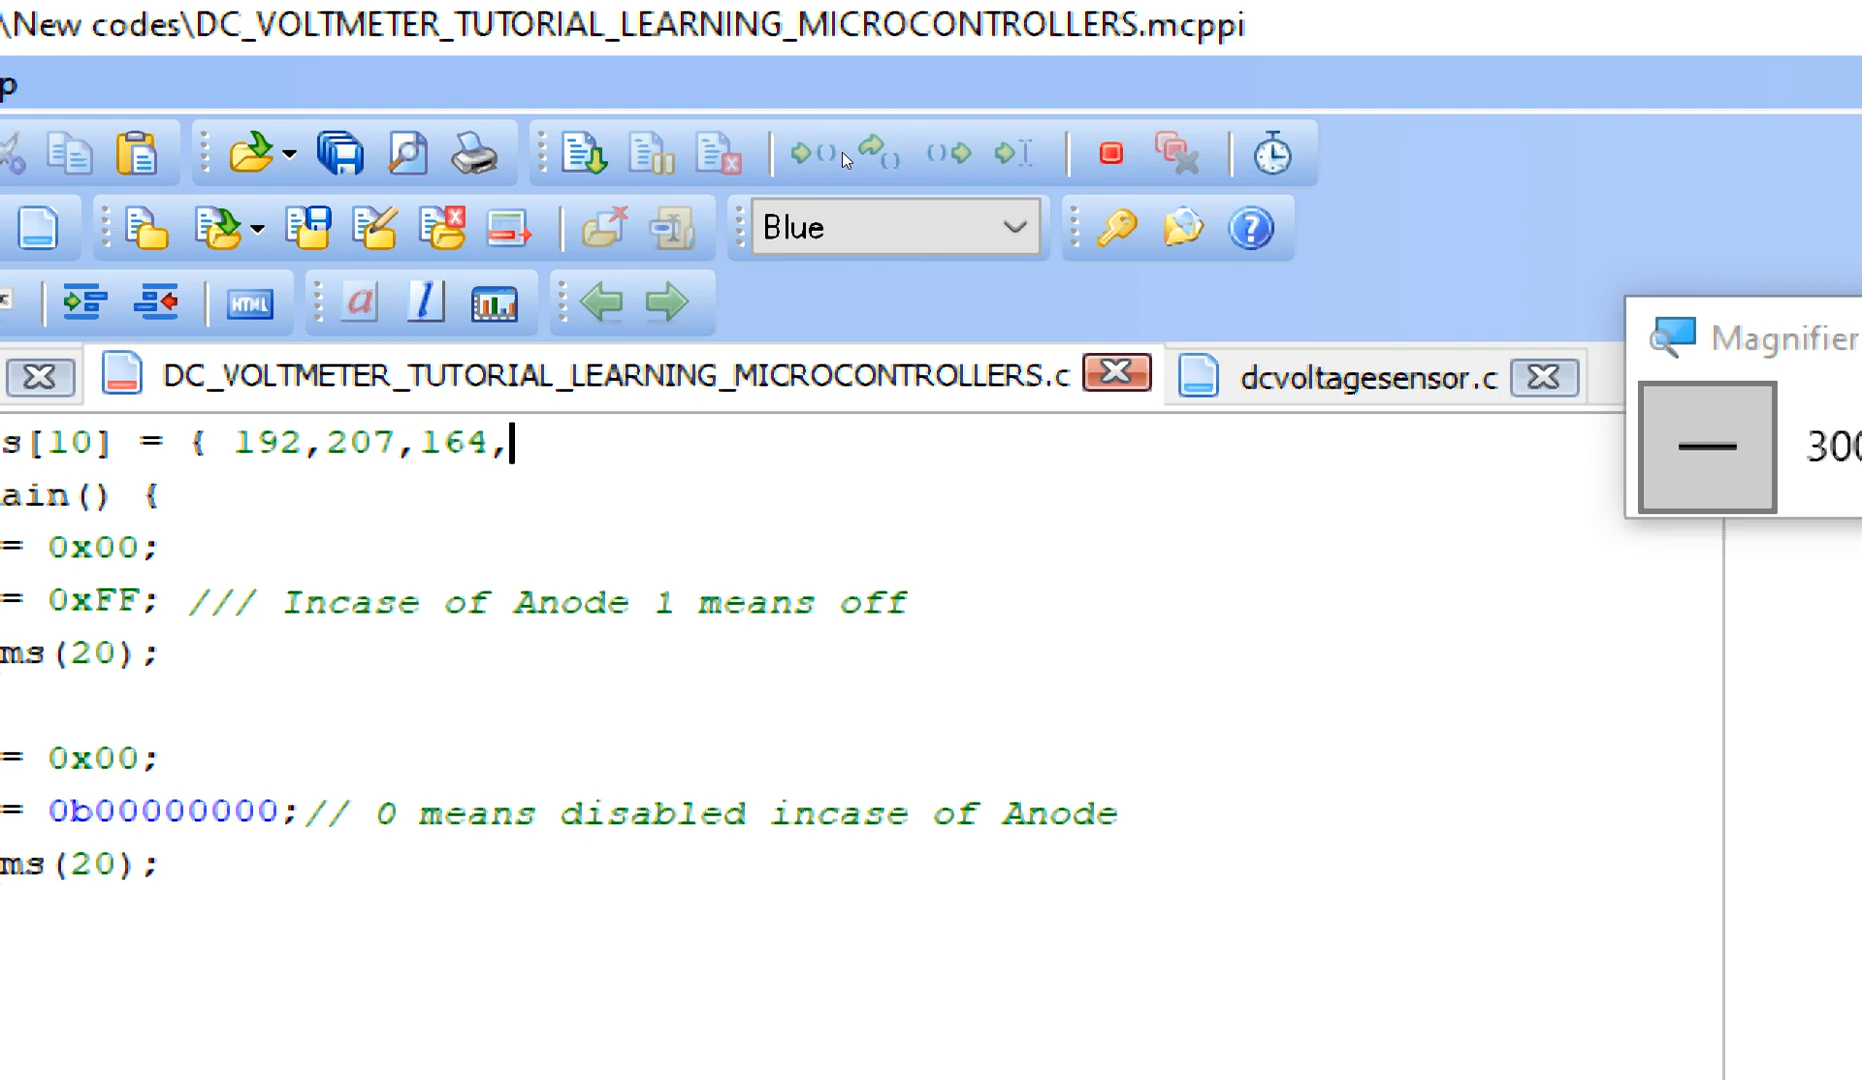 \New codes\DC_VOLTMETER_TUTORIAL_LEARNING_MICROCONTROLLERS.mcppi
p
Blue
HTML
a
l
Magnifier
DC_VOLTMETER_TUTORIAL_LEARNING_MICROCONTROLLERS.c
dcvoltagesensor.c
300
s[10] = { 192,207,164,
ain() {
= 0x00;
= 0xFF; /// Incase of Anode 1 means off
ms(20);
= 0x00;
= 0b00000000;// 0 means disabled incase of Anode
ms(20);